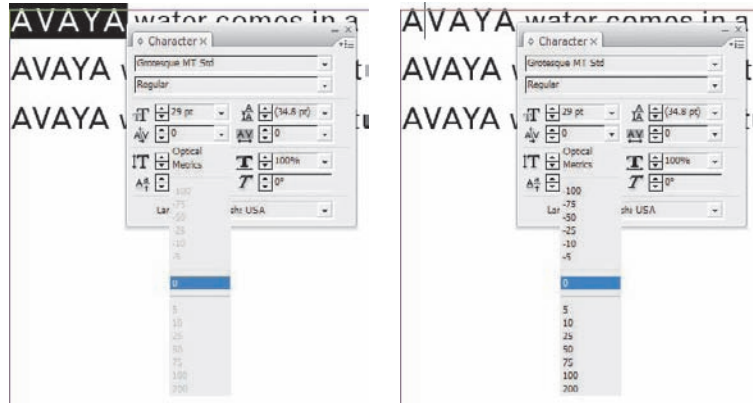 AVAYA water comes in a
Character
Grotesque MT Std
Regular
29 pt (34.8 pt)
0 0
Optical
Metrics
100%
0°
-100
-75
-50
-25
-10
-5
0
5
10
25
50
75
100
200
USA
AVAYA
AVAYA
AVAYA water comes in a
Character
Grotesque MT Std
Regular
29 pt (34.8 pt)
0 0
Optical
Metrics
100%
0°
-100
-75
-50
-25
-10
-5
0
5
10
25
50
75
100
200
USA
AVAYA
AVAYA